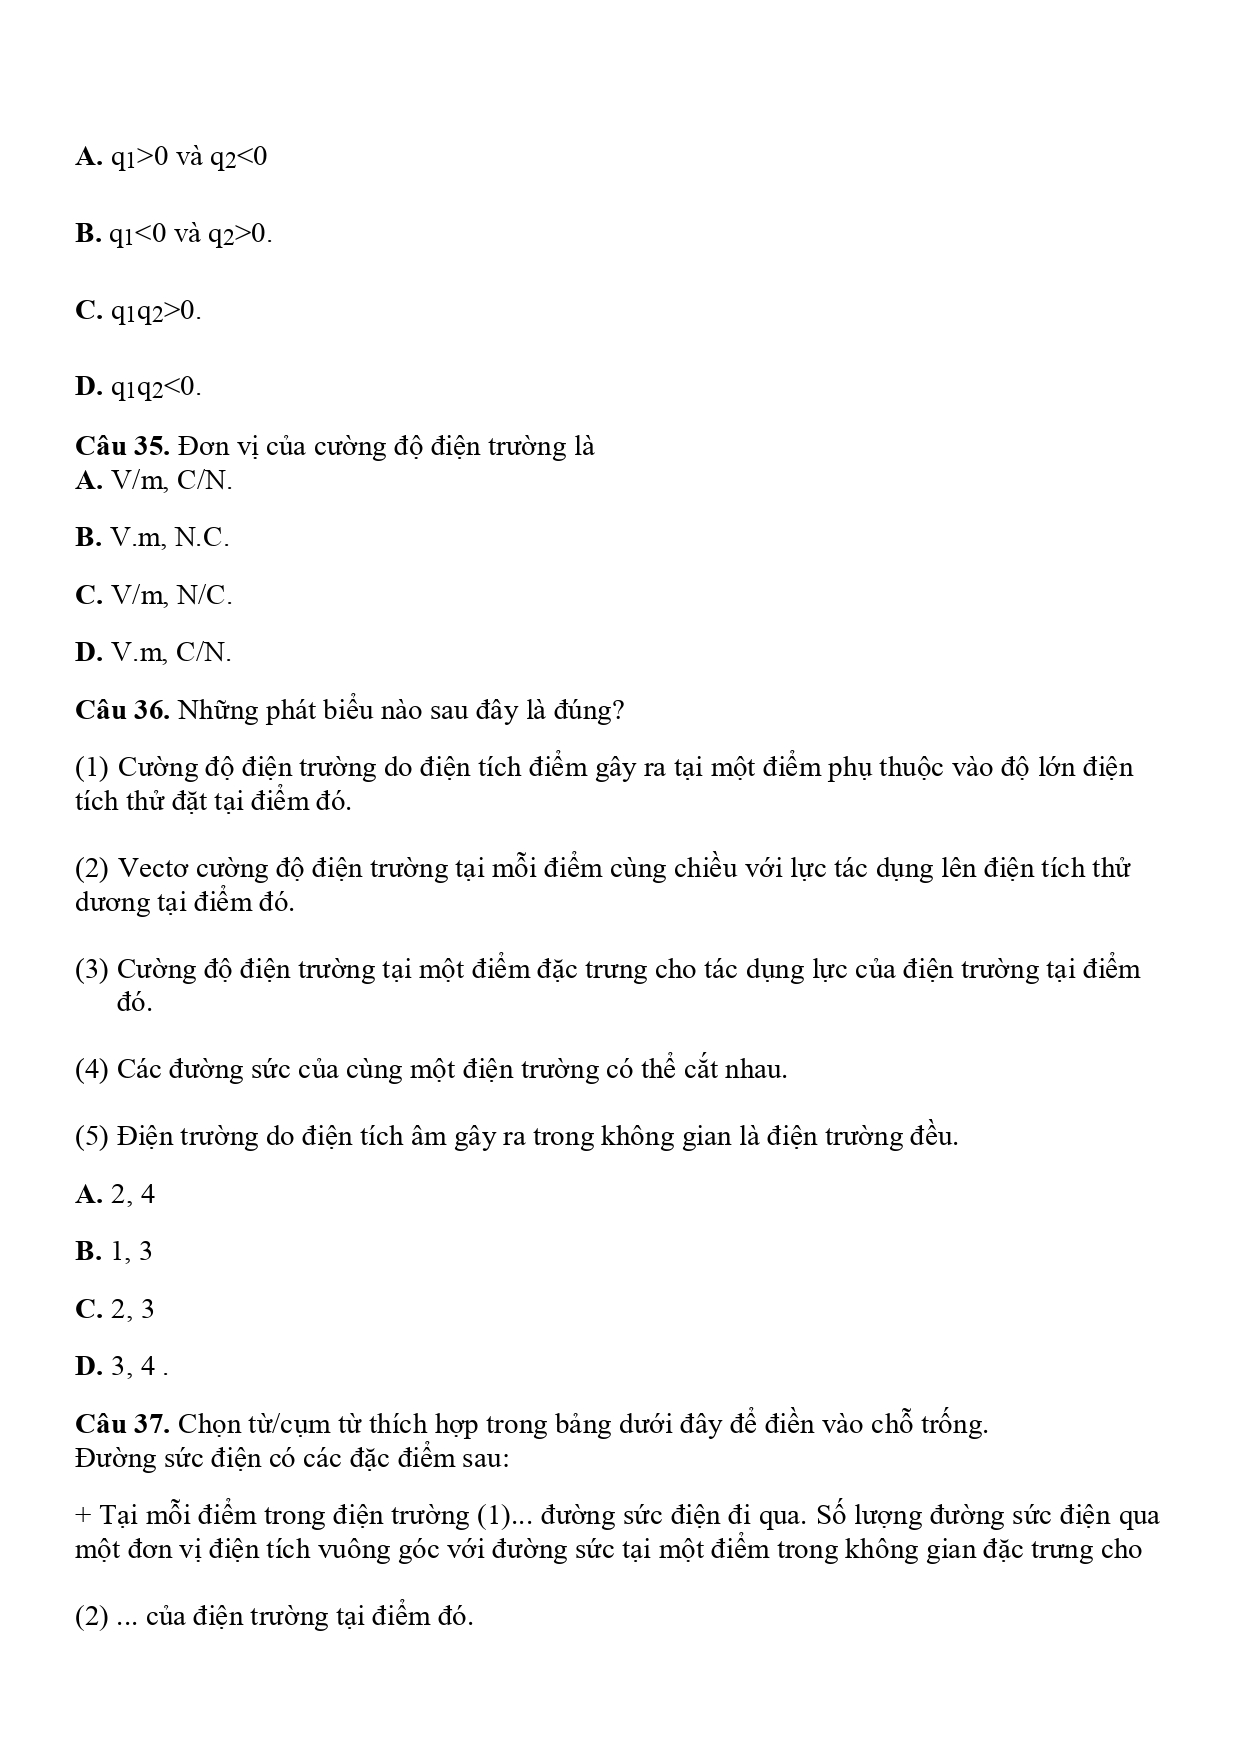 A. q1>0 và q2<0
B. q1<0 và q2>0.
C. q1q2>0.
D. q1q2<0.
Câu 35. Đơn vị của cường độ điện trường là
A. V/m, C/N.
B. V.m, N.C.
C. V/m, N/C.
D. V.m, C/N.
Câu 36. Những phát biểu nào sau đây là đúng?
(1) Cường độ điện trường do điện tích điểm gây ra tại một điểm phụ thuộc vào độ lớn điện
tích thử đặt tại điểm đó.
(2) Vectơ cường độ điện trường tại mỗi điểm cùng chiều với lực tác dụng lên điện tích thử
dương tại điểm đó.
(3) Cường độ điện trường tại một điểm đặc trưng cho tác dụng lực của điện trường tại điểm
đó.
(4) Các đường sức của cùng một điện trường có thể cắt nhau.
(5) Điện trường do điện tích âm gây ra trong không gian là điện trường đều.
A. 2, 4
B. 1, 3
C. 2, 3
D. 3, 4 .
Câu 37. Chọn từ/cụm từ thích hợp trong bảng dưới đây để điền vào chỗ trống.
Đường sức điện có các đặc điểm sau:
+ Tại mỗi điểm trong điện trường (1)... đường sức điện đi qua. Số lượng đường sức điện qua
một đơn vị điện tích vuông góc với đường sức tại một điểm trong không gian đặc trưng cho
(2) ... của điện trường tại điểm đó.